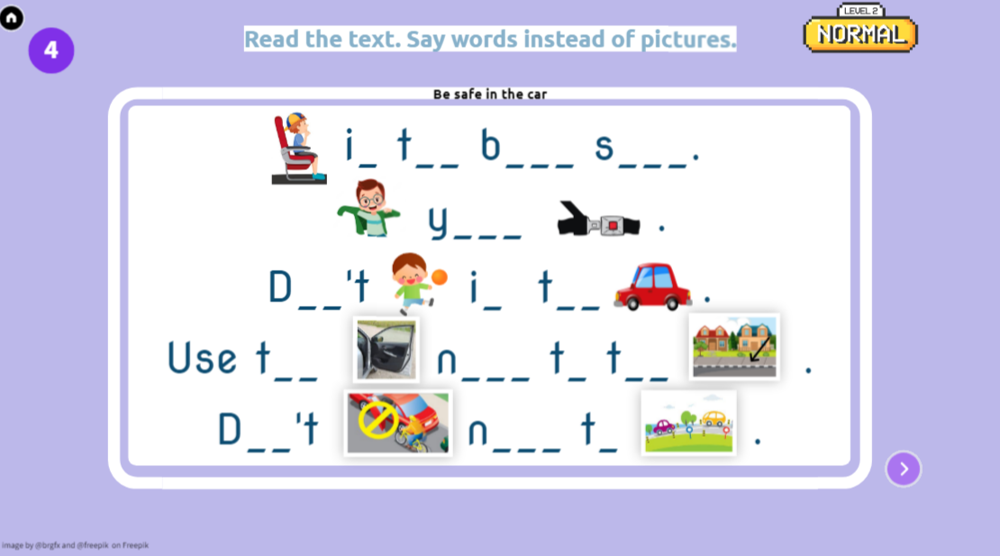 4
Read the text. Say words instead of pictures.
LEVEL 2
NORMAL
Be safe in the car
i_ t__ b___ s___.
y___ .
D__'t i_ t__ .
Use t__ n___ t_ t__ .
D__'t n___ t_ .
image by @brgfx and @freepik on Freepik